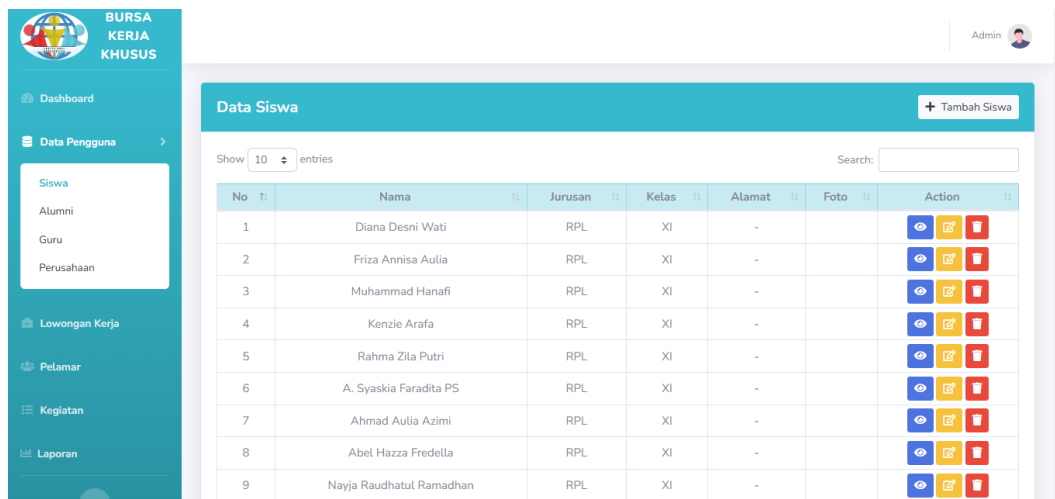 BURSA
KERJA
KHUSUS
Admin
Dashboard
Data Pengguna
Siswa
Alumni
Guru
Perusahaan
Lowongan Kerja
Pelamar
Kegiatan
Laporan
Data Siswa
+ Tambah Siswa
Show 10 entries
Search:
No Nama Jurusan Kelas Alamat Foto Action
1 Diana Desni Wati RPL XI -
2 Friza Annisa Aulia RPL XI -
3 Muhammad Hanafi RPL XI -
4 Kenzie Arafa RPL XI -
5 Rahma Zila Putri RPL XI -
6 A. Syaskia Faradita PS RPL XI -
7 Ahmad Aulia Azimi RPL XI -
8 Abel Hazza Fredella RPL XI -
9 Nayja Raudhatul Ramadhan RPL XI -